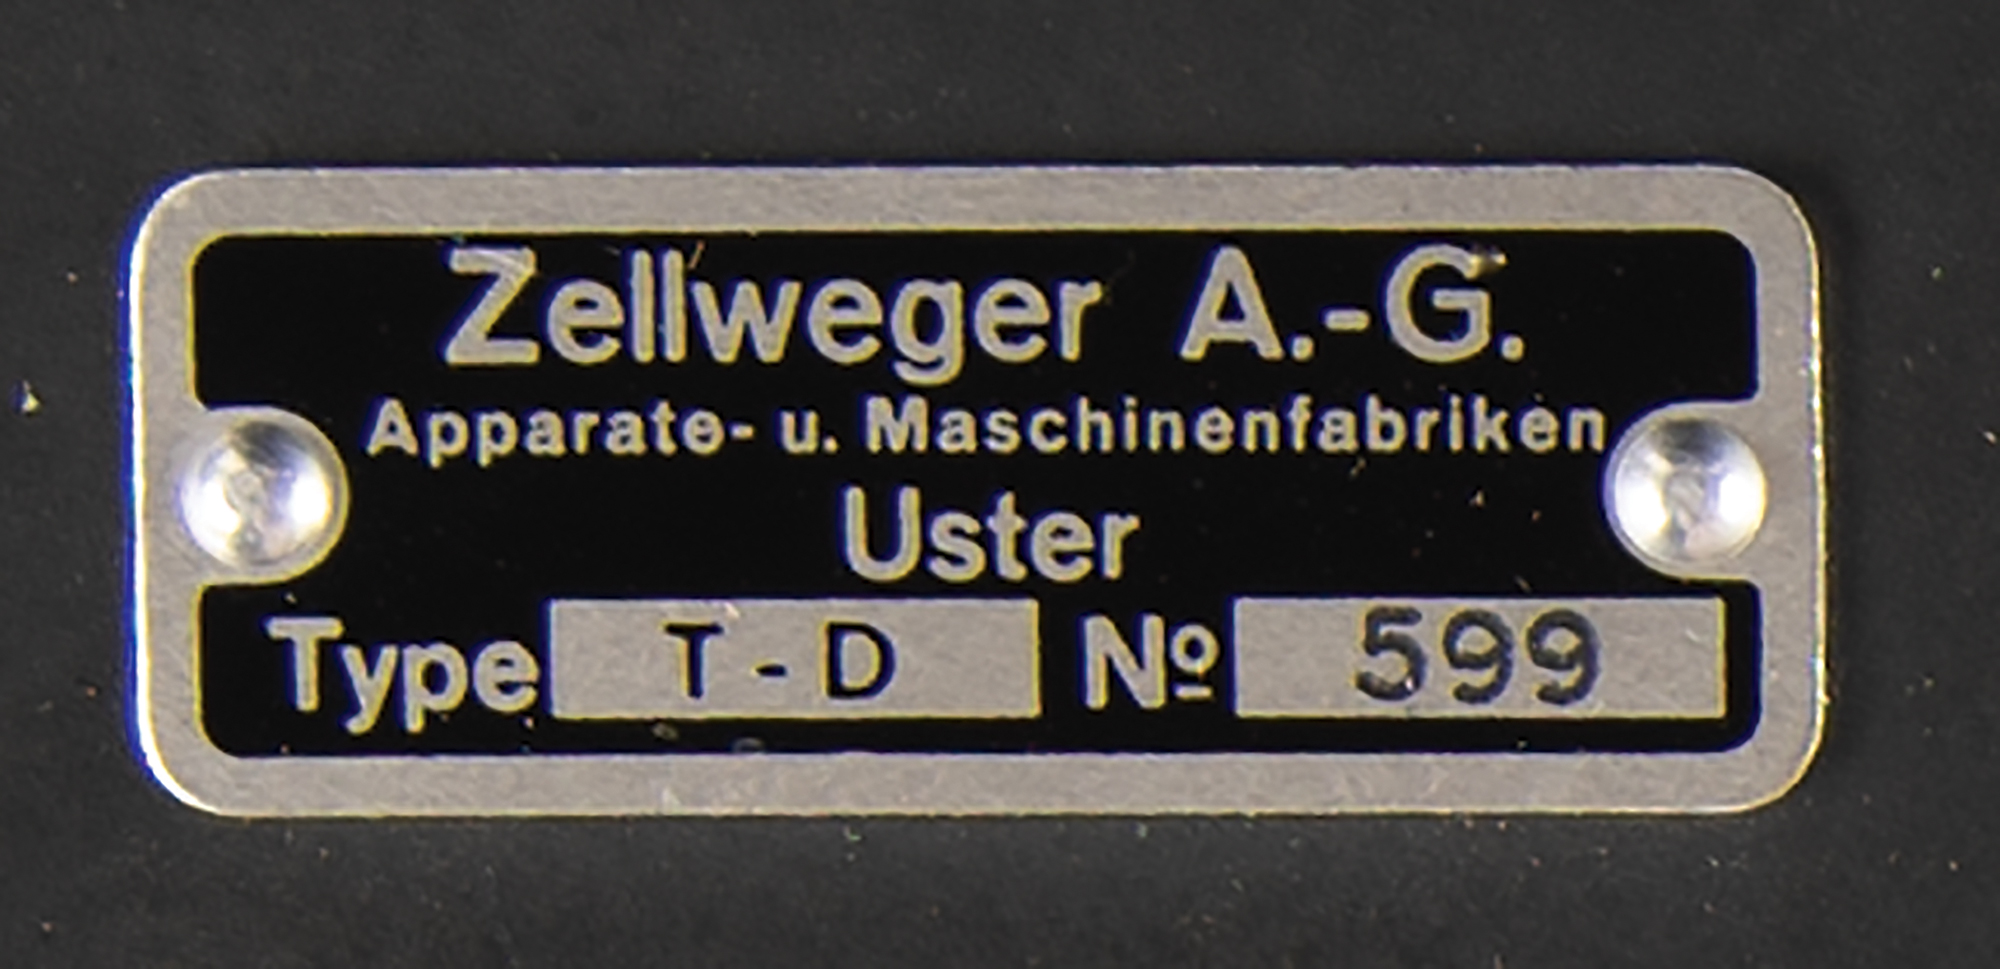 Zellweger A.-G.
Apparate- u. Maschinenfabriken
Uster
Type T-D Nº 599